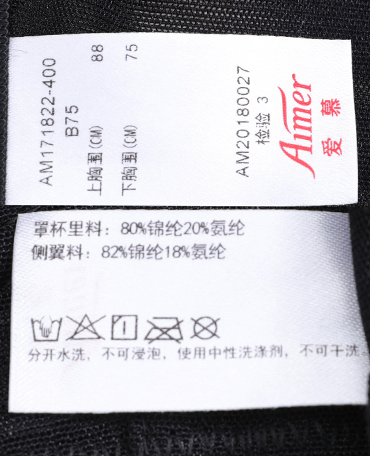 AM171822-400
B75
上胸围(CM) 88
下胸围(CM) 75
AM20180027
检验 3
Aimer
爱慕
罩杯里料：80%锦纶20%氨纶
侧翼料：82%锦纶18%氨纶
分开水洗，不可浸泡，使用中性洗涤剂，不可干洗。